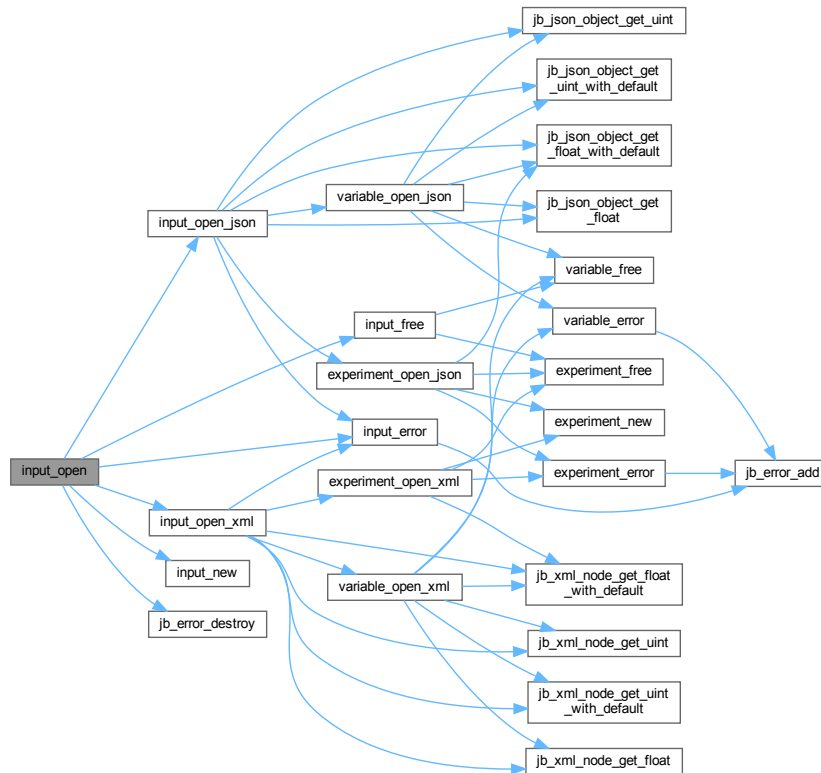 input_open
input_open_json
input_open_xml
input_new
jb_error_destroy
variable_open_json
input_free
experiment_open_json
input_error
experiment_open_xml
variable_open_xml
jb_json_object_get_uint
jb_json_object_get
_uint_with_default
jb_json_object_get
_float_with_default
jb_json_object_get
_float
variable_free
variable_error
experiment_free
experiment_new
experiment_error
jb_xml_node_get_float
_with_default
jb_xml_node_get_uint
jb_xml_node_get_uint
_with_default
jb_xml_node_get_float
jb_error_add